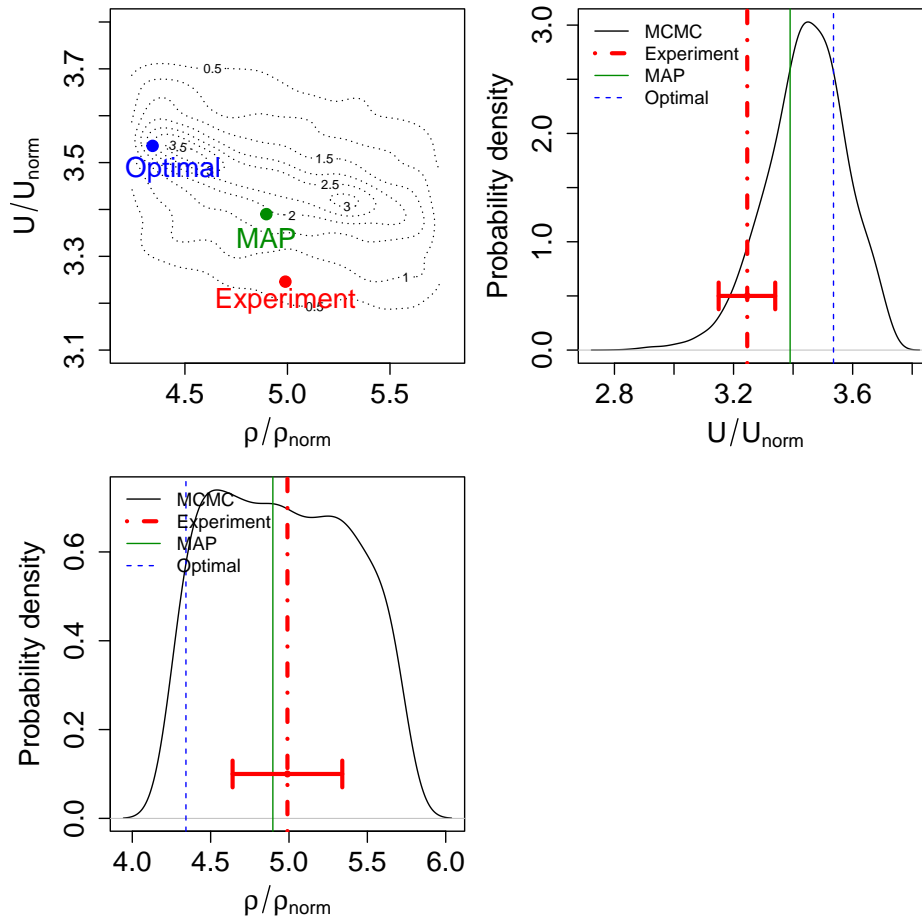 U/U_norm
3.1 3.3 3.5 3.7
0.5
3.5
Optimal
1.5
2.5
3
2
MAP
1
Experiment
0.5
4.5 5.0 5.5
ρ/ρ_norm
Probability density
0.0 1.0 2.0 3.0
MCMC
Experiment
MAP
Optimal
2.8 3.2 3.6
U/U_norm
Probability density
0.0 0.2 0.4 0.6
MCMC
Experiment
MAP
Optimal
4.0 4.5 5.0 5.5 6.0
ρ/ρ_norm